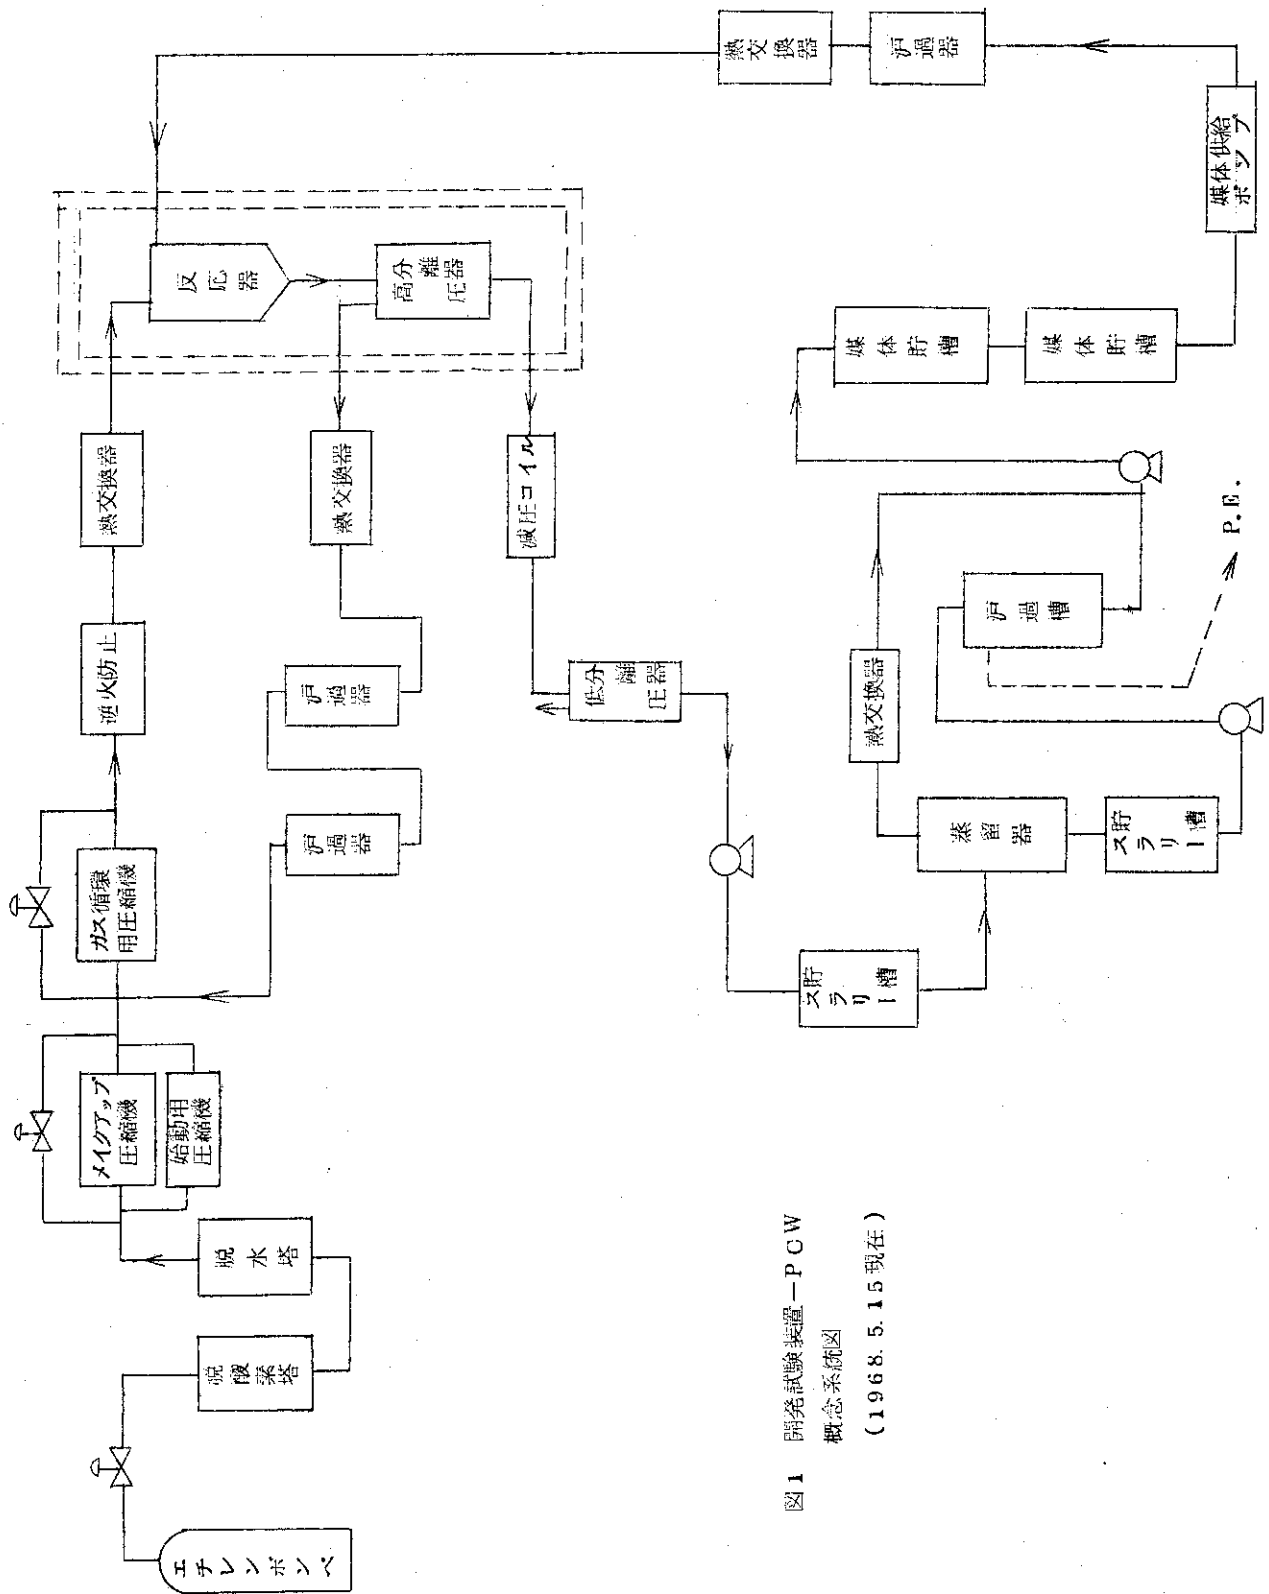 エチレンボンベ
脱酸素塔
脱水塔
メイクアップ
圧縮機
始動用
圧縮機
ガス循環
用圧縮機
逆火防止
熱交換器
反応器
高圧
分離器
熱交換器
沪過器
沪過器
減圧コイル
低圧
分離器
スラリー
貯槽
蒸留器
スラリー
貯槽
熱交換器
沪過槽
P.E.
媒体貯槽
媒体貯槽
媒体供給
ポップ
沪過器
熱交換器
図1 開発試験装置-PCW
概念系統図
(1968.5.15現在)